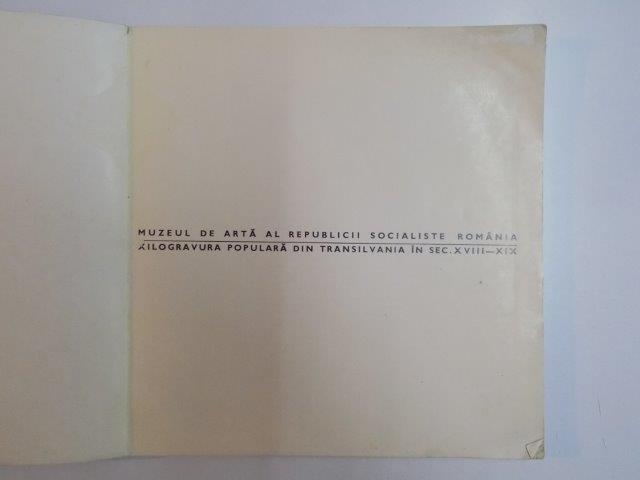 MUZEUL DE ARTĂ AL REPUBLICII SOCIALISTE ROMÂNIA
XILOGRAVURA POPULARĂ DIN TRANSILVANIA ÎN SEC. XVIII—XIX